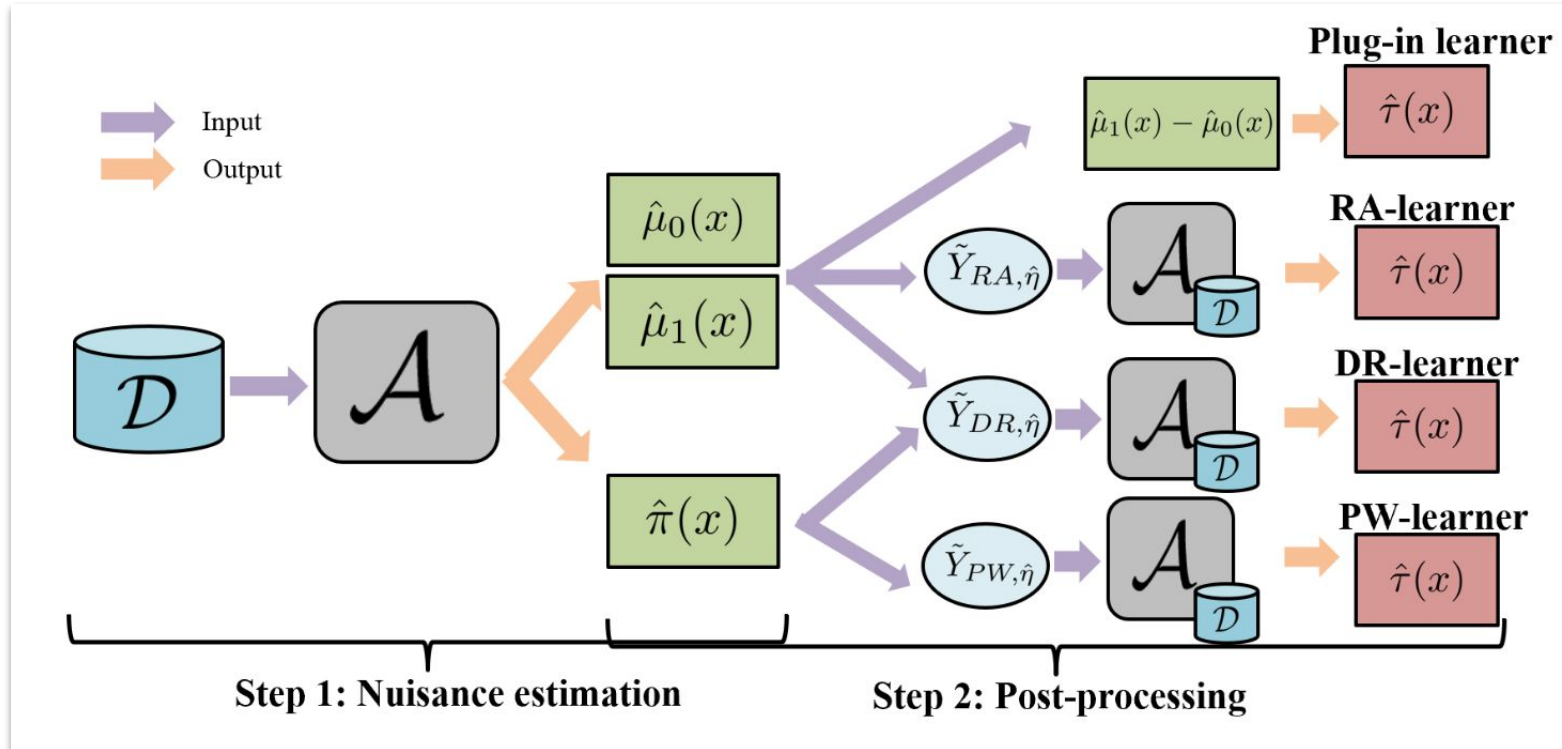 Plug-in learner
Input
Output
μ̂₁(x) − μ̂₀(x)
τ̂(x)
RA-learner
μ̂₀(x)
μ̂₁(x)
Ỹ_{RA,η̂}
𝒜
𝒟
τ̂(x)
𝒟
𝒜
DR-learner
Ỹ_{DR,η̂}
𝒜
𝒟
τ̂(x)
PW-learner
π̂(x)
Ỹ_{PW,η̂}
𝒜
𝒟
τ̂(x)
Step 1: Nuisance estimation
Step 2: Post-processing